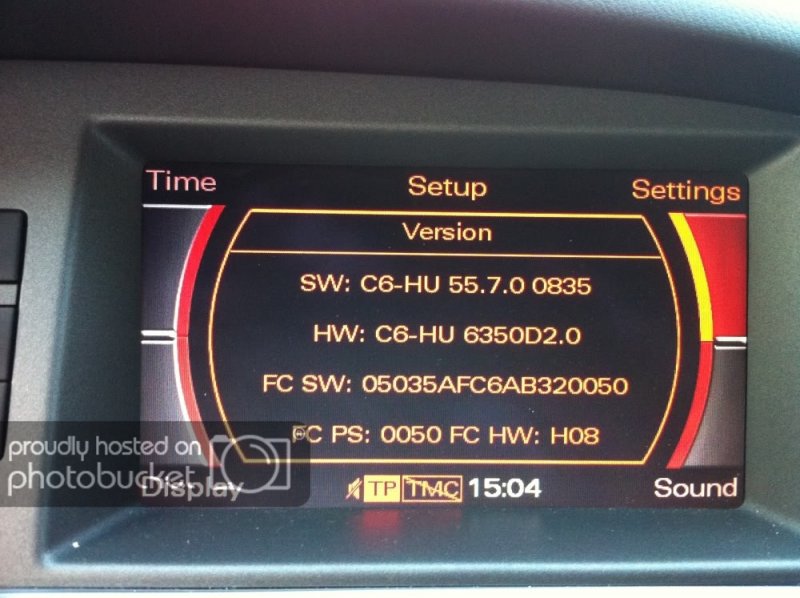 Time Setup Settings
Version
SW: C6-HU 55.7.0 0835
HW: C6-HU 6350D2.0
FC SW: 05035AFC6AB320050
PS: 0050 FC HW: H08
proudly hosted on
photobucket
Display TP TMC 15:04 Sound